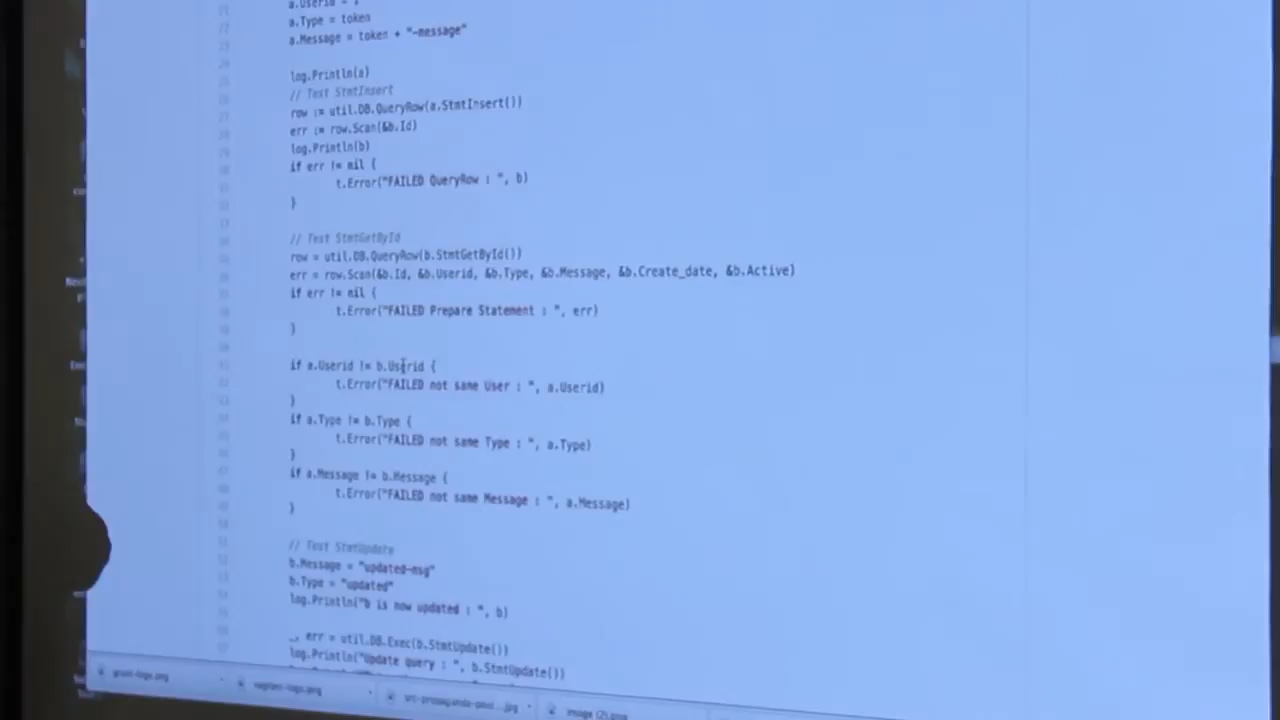 a.Userid =
a.Type = token
a.Message = token + "-message"
log.Println(a)
// Test StmtInsert
row := util.DB.QueryRow(a.StmtInsert())
err := row.Scan(&b.Id)
log.Println(b)
if err != nil {
t.Error("FAILED QueryRow : ", b)
}
// Test StmtGetById
row = util.DB.QueryRow(b.StmtGetById())
err = row.Scan(&b.Id, &b.Userid, &b.Type, &b.Message, &b.Create_date, &b.Active)
if err != nil {
t.Error("FAILED Prepare Statement : ", err)
}
if a.Userid != b.Userid {
t.Error("FAILED not same User : ", a.Userid)
}
if a.Type != b.Type {
t.Error("FAILED not same Type : ", a.Type)
}
if a.Message != b.Message {
t.Error("FAILED not same Message : ", a.Message)
}
// Test StmtUpdate
b.Message = "updated-msg"
b.Type = "updated"
log.Println("b is now updated : ", b)
_, err = util.DB.Exec(b.StmtUpdate())
log.Println("Update query : ", b.StmtUpdate())
image (2).png